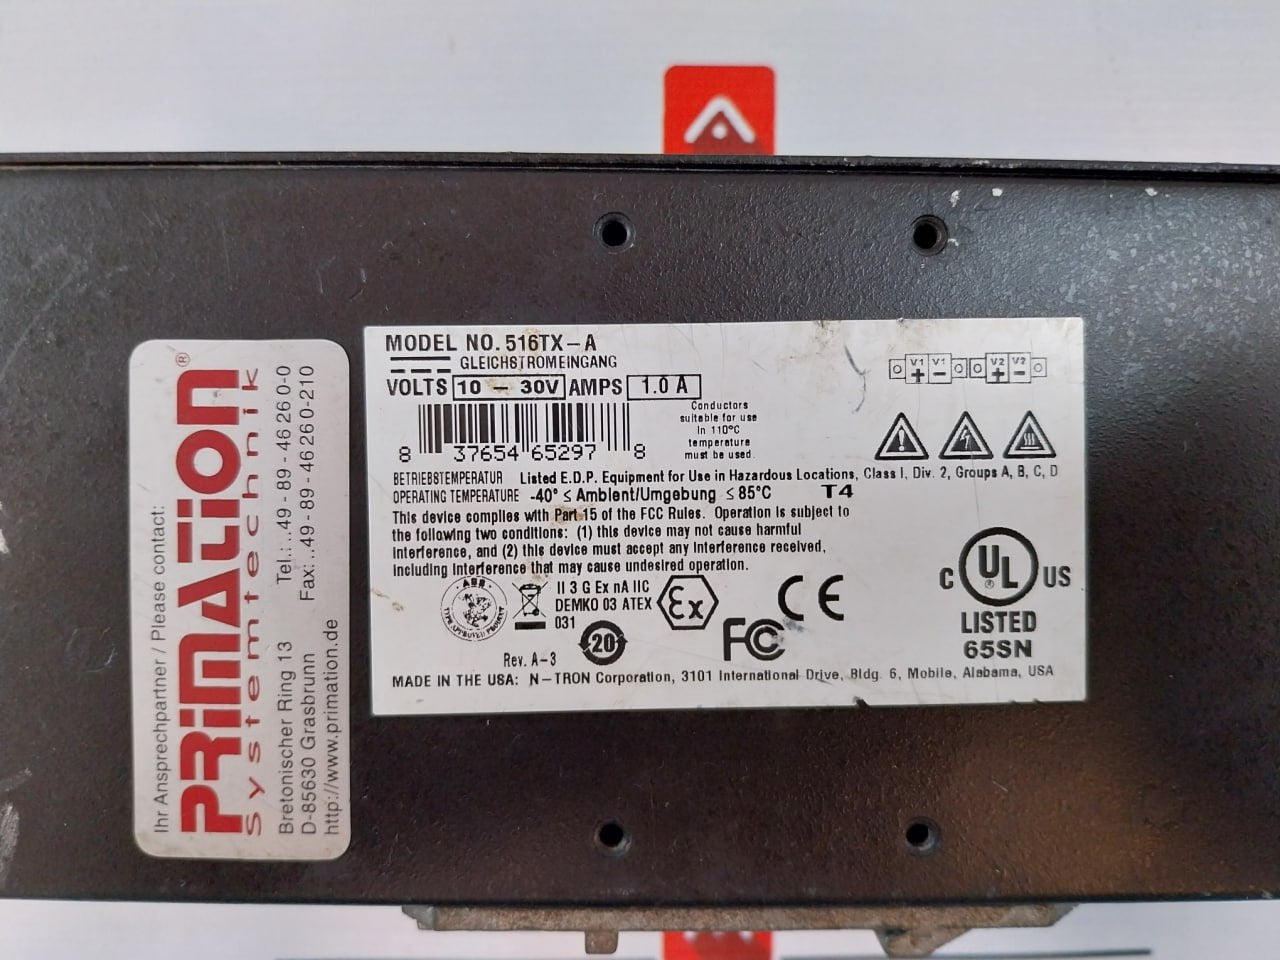 Ihr Ansprechpartner / Please contact:
PRiMAtion®
Systemtechnik
Bretonischer Ring 13 Tel.: ..49 - 89 - 46 26 0-0
D-85630 Grasbrunn Fax: ..49 - 89-46260-210
http://www.primation.de
MODEL NO. 516TX-A
GLEICHSTROMEINGANG
VOLTS 10 - 30V AMPS 1.0 A
8 37654 65297 8
Conductors
suitable for use
in 110°C
temperature
must be used.
V1 V1 V2 V2
+ - + -
BETRIEBSTEMPERATUR Listed E.D.P. Equipment for Use in Hazardous Locations, Class I, Div. 2, Groups A, B, C, D
OPERATING TEMPERATURE -40° ≤ Ambient/Umgebung ≤ 85°C T4
This device complies with Part 15 of the FCC Rules. Operation is subject to
the following two conditions: (1) this device may not cause harmful
interference, and (2) this device must accept any interference received,
including interference that may cause undesired operation.
ABS
TYPE APPROVED PRODUCT
II 3 G Ex nA IIC
DEMKO 03 ATEX
031
Ex
CE
20
FC
C UL® US
LISTED
65SN
Rev. A-3
MADE IN THE USA: N-TRON Corporation, 3101 International Drive, Bldg. 6, Mobile, Alabama, USA